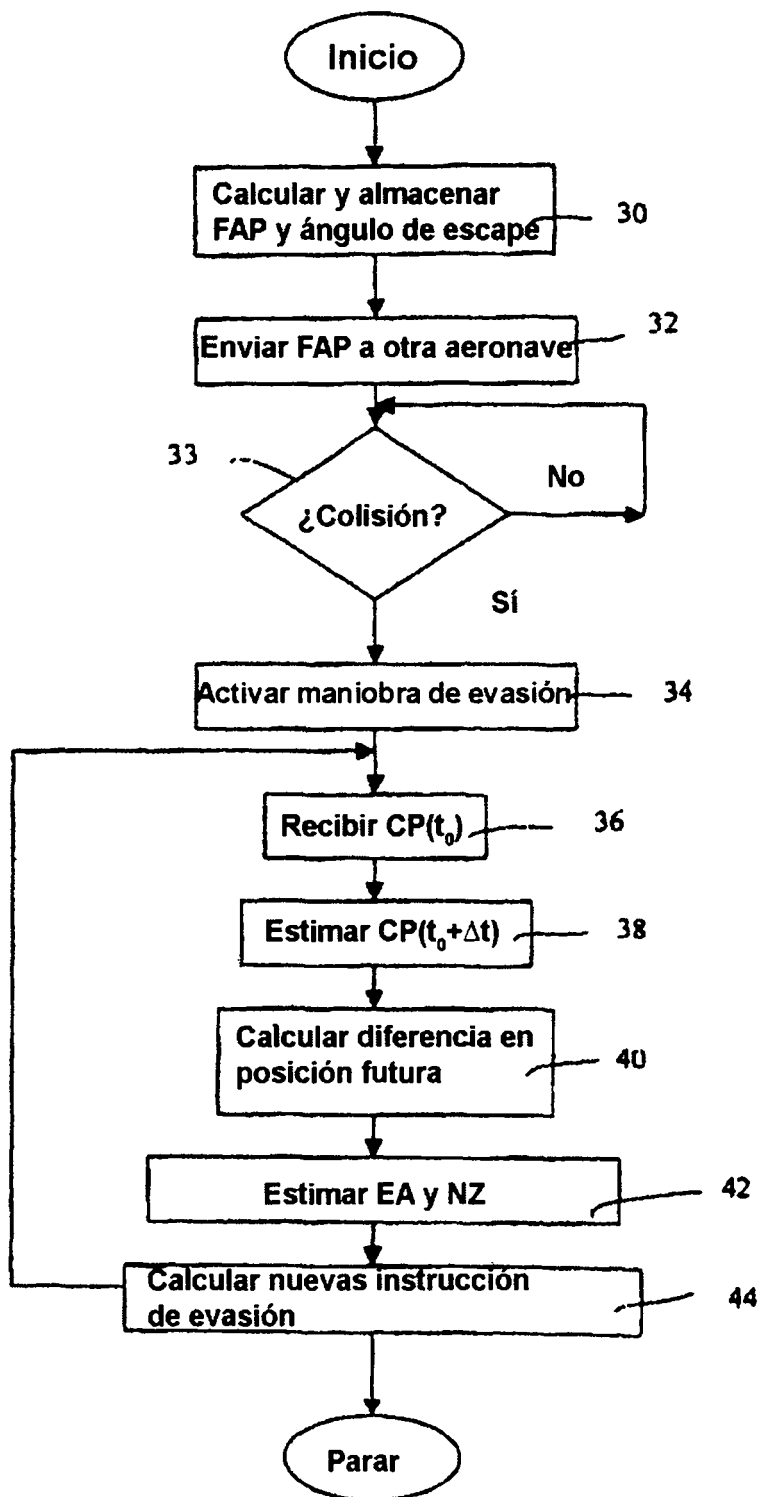 Inicio
Calcular y almacenar
FAP y ángulo de escape
30
Enviar FAP a otra aeronave
32
33
¿Colisión?
No
Sí
Activar maniobra de evasión
34
Recibir CP(t₀)
36
Estimar CP(t₀+Δt)
38
Calcular diferencia en
posición futura
40
Estimar EA y NZ
42
Calcular nuevas instrucción
de evasión
44
Parar